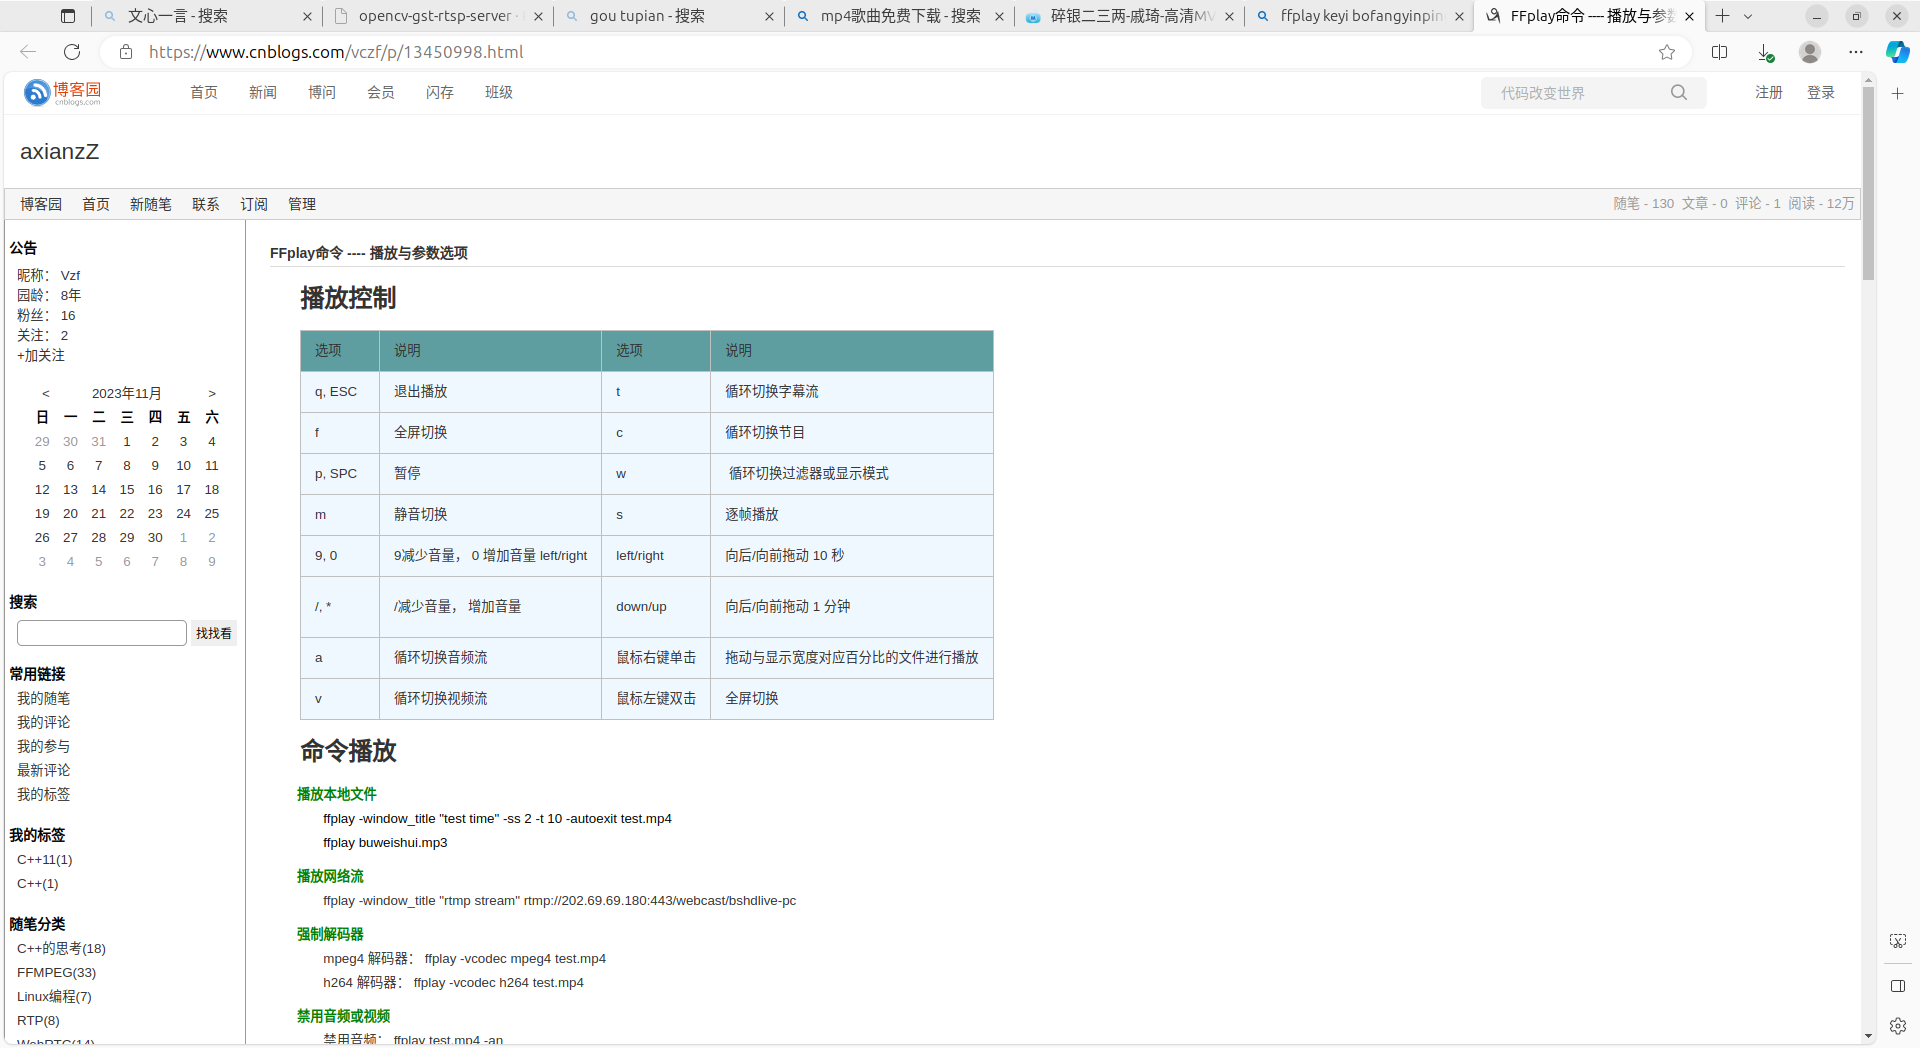 文心一言 - 搜索
opencv-gst-rtsp-server -
gou tupian - 搜索
mp4歌曲免费下载 - 搜索
碎银二三两-戚琦-高清MV
ffplay keyi bofangyinpin
FFplay命令 ---- 播放与参数
https://www.cnblogs.com/vczf/p/13450998.html
博客园
cnblogs.com
首页 新闻 博问 会员 闪存 班级
代码改变世界
注册 登录
axianzZ
博客园 首页 新随笔 联系 订阅 管理
随笔 - 130 文章 - 0 评论 - 1 阅读 - 12万
公告
昵称： Vzf
园龄： 8年
粉丝： 16
关注： 2
+加关注
< 2023年11月 >
日 一 二 三 四 五 六
29 30 31 1 2 3 4
5 6 7 8 9 10 11
12 13 14 15 16 17 18
19 20 21 22 23 24 25
26 27 28 29 30 1 2
3 4 5 6 7 8 9
搜索
找找看
常用链接
我的随笔
我的评论
我的参与
最新评论
我的标签
我的标签
C++11(1)
C++(1)
随笔分类
C++的思考(18)
FFMPEG(33)
Linux编程(7)
RTP(8)
WebRTC(14)
FFplay命令 ---- 播放与参数选项
播放控制
选项 说明 选项 说明
q, ESC 退出播放 t 循环切换字幕流
f 全屏切换 c 循环切换节目
p, SPC 暂停 w 循环切换过滤器或显示模式
m 静音切换 s 逐帧播放
9, 0 9减少音量， 0 增加音量 left/right left/right 向后/向前拖动 10 秒
/, * /减少音量， 增加音量 down/up 向后/向前拖动 1 分钟
a 循环切换音频流 鼠标右键单击 拖动与显示宽度对应百分比的文件进行播放
v 循环切换视频流 鼠标左键双击 全屏切换
命令播放
播放本地文件
ffplay -window_title "test time" -ss 2 -t 10 -autoexit test.mp4
ffplay buweishui.mp3
播放网络流
ffplay -window_title "rtmp stream" rtmp://202.69.69.180:443/webcast/bshdlive-pc
强制解码器
mpeg4 解码器： ffplay -vcodec mpeg4 test.mp4
h264 解码器： ffplay -vcodec h264 test.mp4
禁用音频或视频
禁用音频： ffplay test.mp4 -an